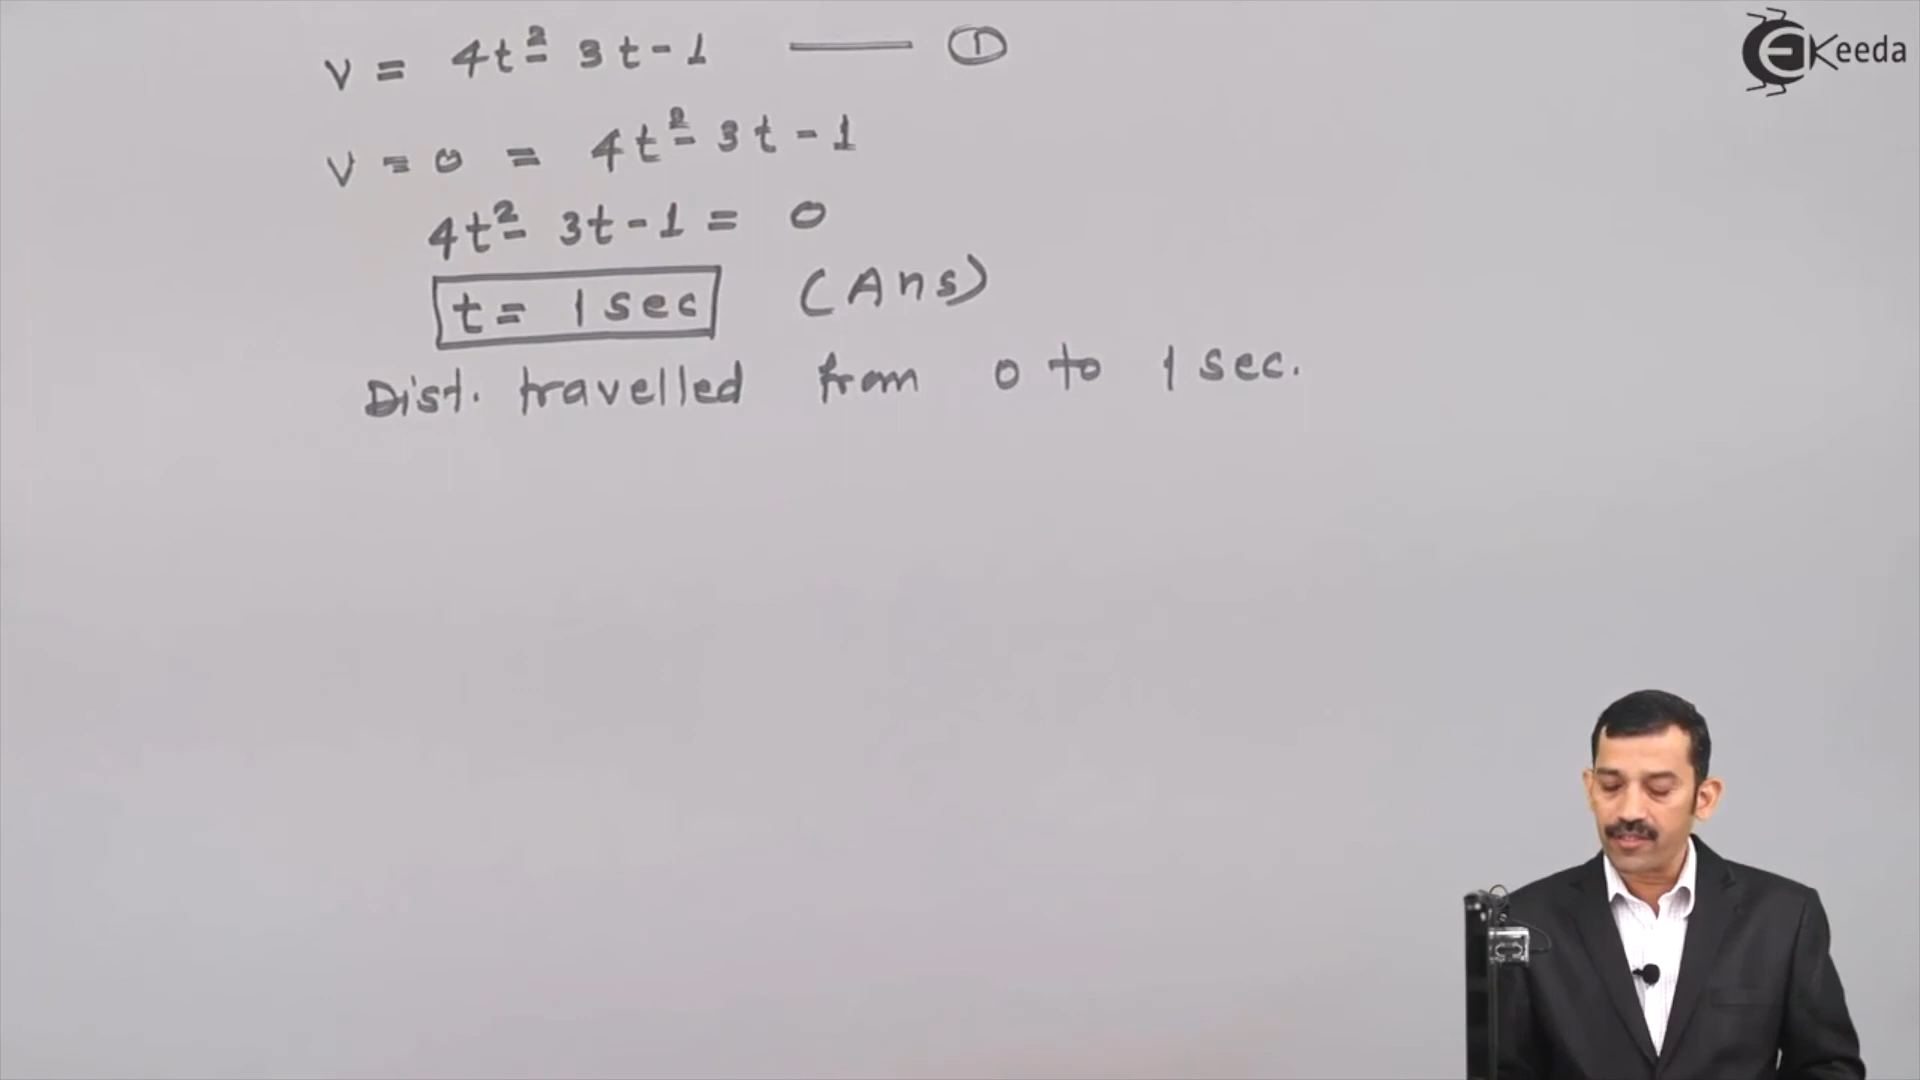 v = 4t² - 3t - 1 —— ①
v = 0 = 4t² - 3t - 1
4t² - 3t - 1 = 0
t = 1 sec (Ans)
Dist. travelled from 0 to 1 sec.
EKeeda